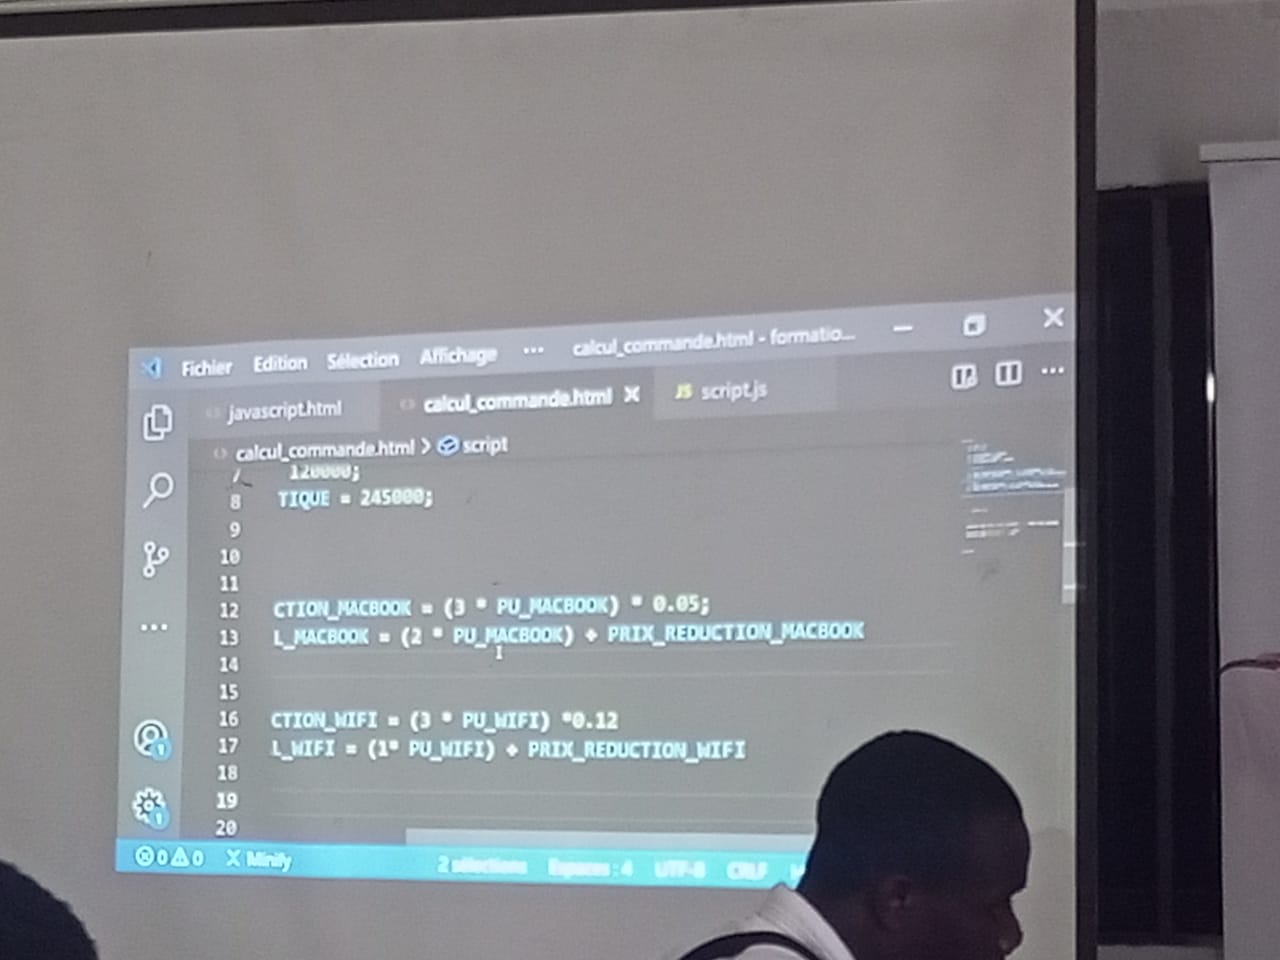 Fichier Edition Sélection Affichage ... calcul_commande.html - formatio...
javascript.html calcul_commande.html JS script.js
calcul_commande.html > script
7 120000;
8 TIQUE = 245000;
9
10
11
12 CTION_MACBOOK = (3 * PU_MACBOOK) * 0.05;
13 L_MACBOOK = (2 * PU_MACBOOK) + PRIX_REDUCTION_MACBOOK
14
15
16 CTION_WIFI = (3 * PU_WIFI) *0.12
17 L_WIFI = (1* PU_WIFI) + PRIX_REDUCTION_WIFI
18
19
20
1
1
0 0 Minify 2 sélections Espaces : 4 UTF-8 CRLF